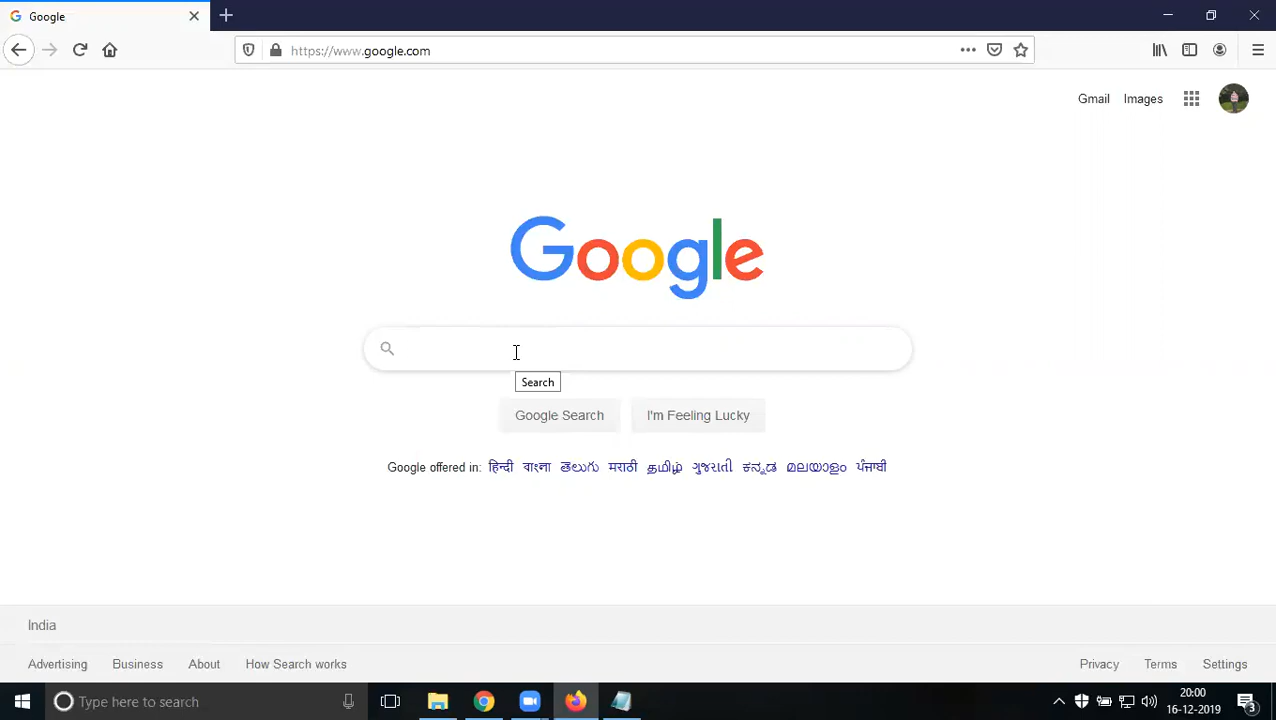 Google
https://www.google.com
Gmail Images
Google
Search
Google Search I'm Feeling Lucky
Google offered in: हिन्दी বাংলা తెలుగు मराठी தமிழ் ગુજરાતી ಕನ್ನಡ മലയാളം ਪੰਜਾਬੀ
India
Advertising Business About How Search works Privacy Terms Settings
Type here to search
20:00
16-12-2019
3